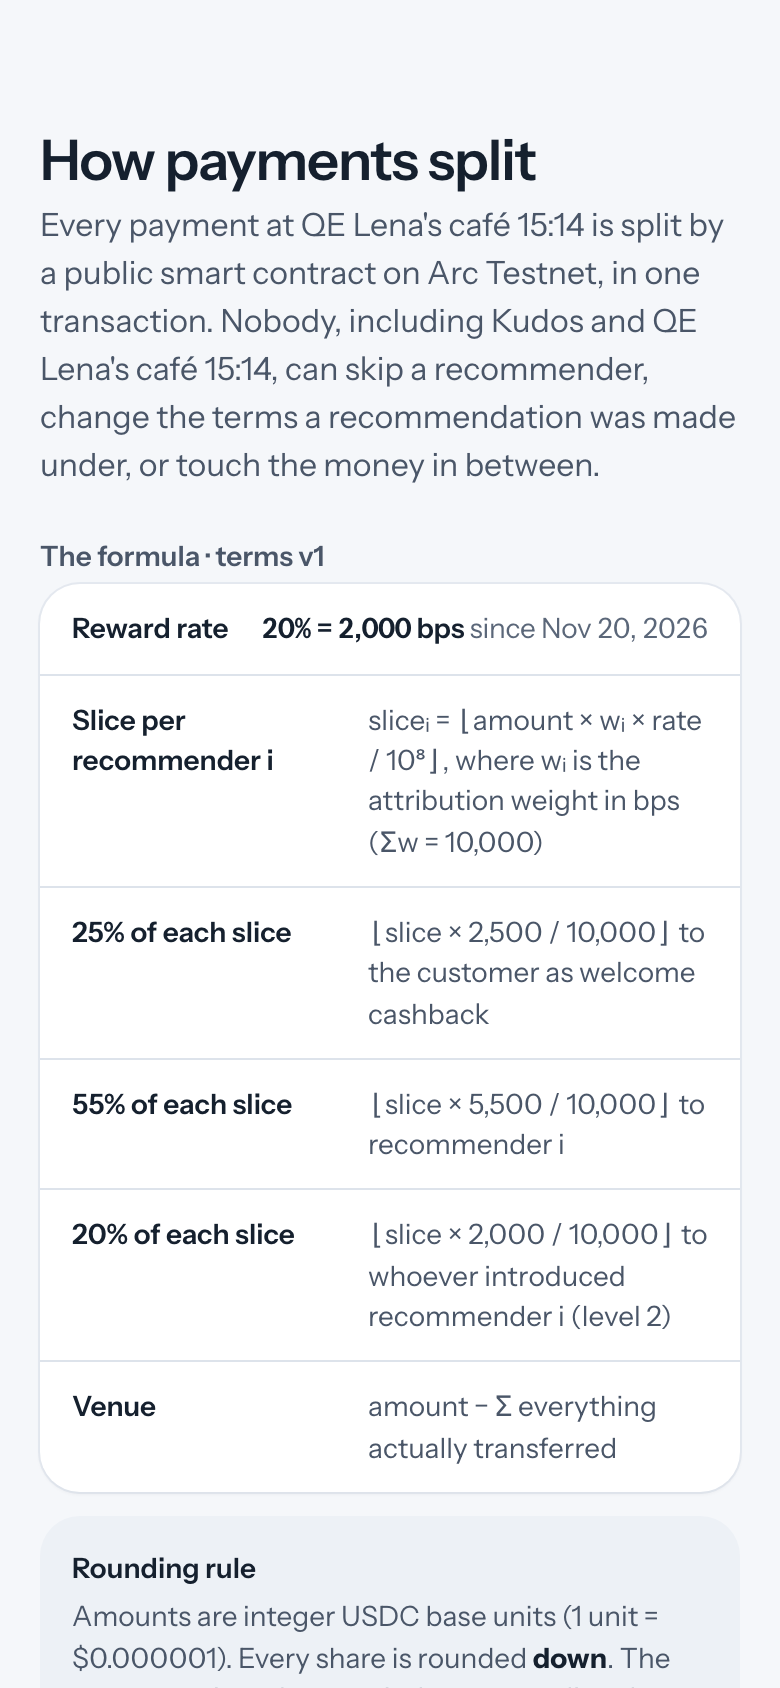 How payments split
Every payment at QE Lena's café 15:14 is split by
a public smart contract on Arc Testnet, in one
transaction. Nobody, including Kudos and QE
Lena's café 15:14, can skip a recommender,
change the terms a recommendation was made
under, or touch the money in between.
The formula · terms v1
Reward rate 20% = 2,000 bps since Nov 20, 2026
Slice per
recommender i
sliceᵢ = ⌊amount × wᵢ × rate
/ 10⁸⌋, where wᵢ is the
attribution weight in bps
(Σw = 10,000)
25% of each slice
⌊slice × 2,500 / 10,000⌋ to
the customer as welcome
cashback
55% of each slice
⌊slice × 5,500 / 10,000⌋ to
recommender i
20% of each slice
⌊slice × 2,000 / 10,000⌋ to
whoever introduced
recommender i (level 2)
Venue
amount − Σ everything
actually transferred
Rounding rule
Amounts are integer USDC base units (1 unit =
$0.000001). Every share is rounded down. The